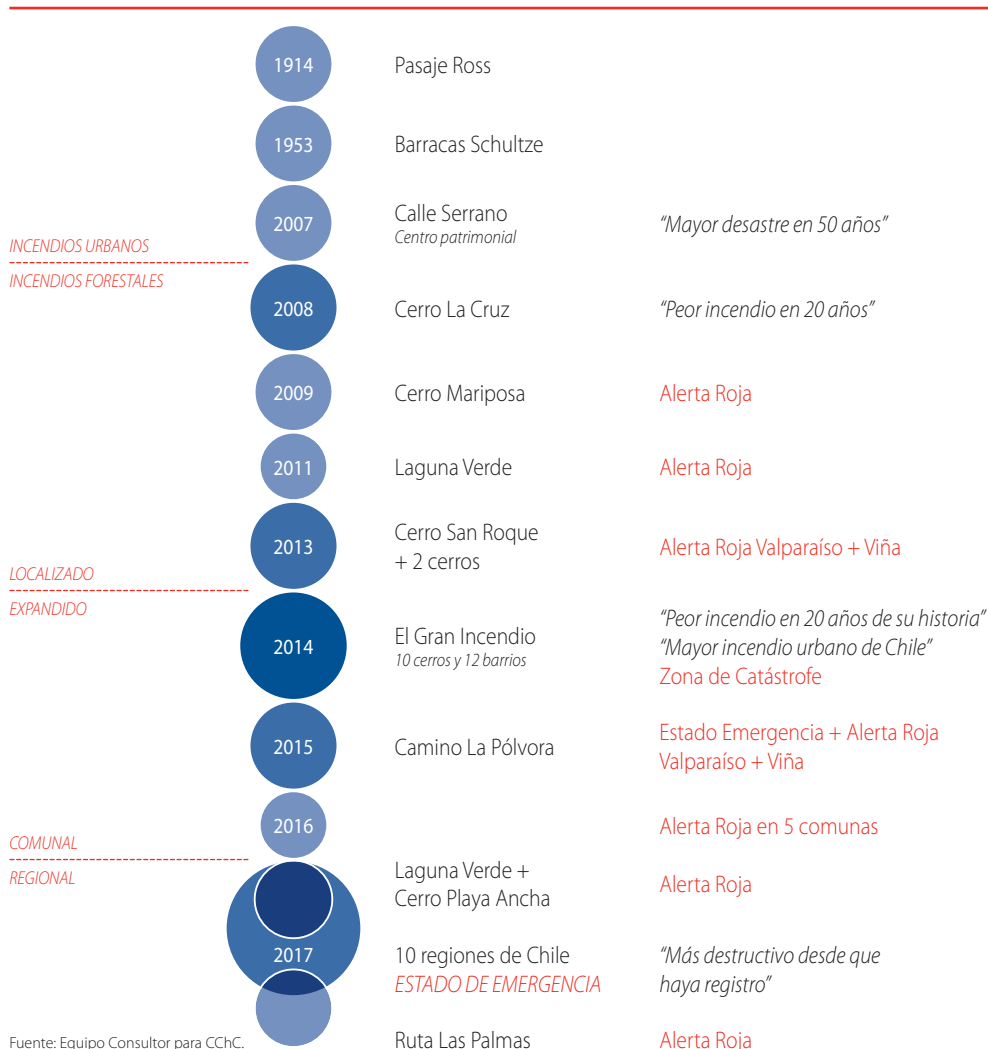 1914 Pasaje Ross
1953 Barracas Schultze
2007 Calle Serrano
Centro patrimonial
"Mayor desastre en 50 años"
INCENDIOS URBANOS
INCENDIOS FORESTALES
2008 Cerro La Cruz "Peor incendio en 20 años"
2009 Cerro Mariposa Alerta Roja
2011 Laguna Verde Alerta Roja
2013 Cerro San Roque
+ 2 cerros
Alerta Roja Valparaíso + Viña
LOCALIZADO
EXPANDIDO
2014 El Gran Incendio
10 cerros y 12 barrios
"Peor incendio en 20 años de su historia"
"Mayor incendio urbano de Chile"
Zona de Catástrofe
2015 Camino La Pólvora
Estado Emergencia + Alerta Roja
Valparaíso + Viña
2016 Alerta Roja en 5 comunas
COMUNAL
REGIONAL
Laguna Verde +
Cerro Playa Ancha
Alerta Roja
2017 10 regiones de Chile
ESTADO DE EMERGENCIA
"Más destructivo desde que
haya registro"
Ruta Las Palmas Alerta Roja
Fuente: Equipo Consultor para CChC.